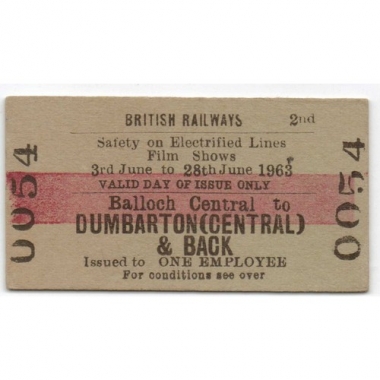 BRITISH RAILWAYS 2nd
Safety on Electrified Lines
Film Shows
3rd June to 28th June 1963
VALID DAY OF ISSUE ONLY
Balloch Central to
DUMBARTON(CENTRAL)
& BACK
Issued to ONE EMPLOYEE
For conditions see over
0054
0054